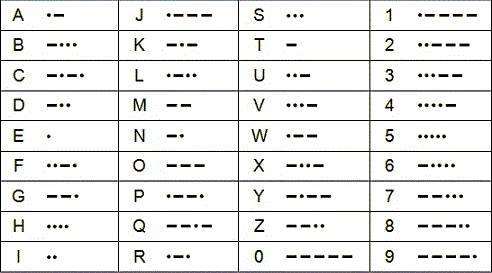 A •− J •−−− S ••• 1 •−−−−
B −••• K −•− T − 2 ••−−−
C −•−• L •−•• U ••− 3 •••−−
D −•• M −− V •••− 4 ••••−
E • N −• W •−− 5 •••••
F ••−• O −−− X −••− 6 −••••
G −−• P •−−• Y −•−− 7 −−•••
H •••• Q −−•− Z −−•• 8 −−−••
I •• R •−• 0 −−−−− 9 −−−−•